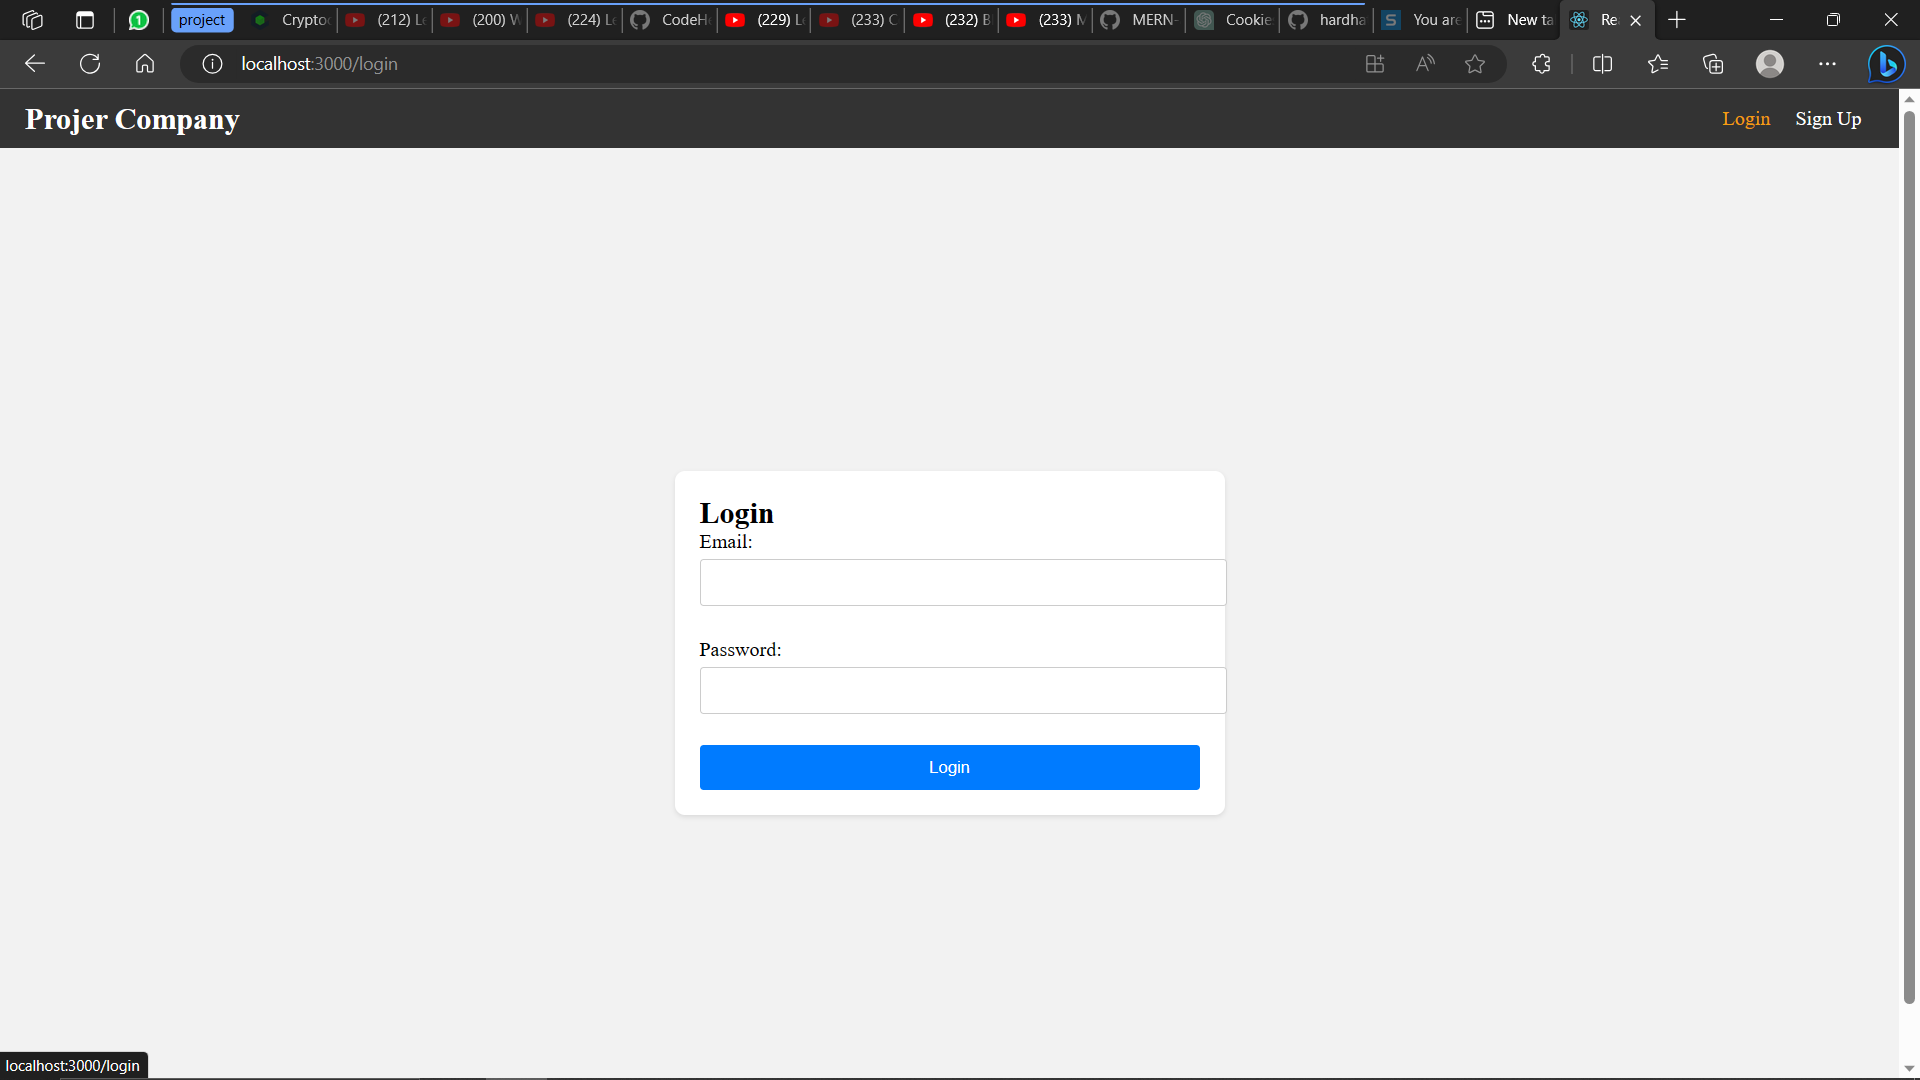 project Crypto (212) L (200) W (224) Le CodeH (229) L (233) C (232) B (233) M MERN- Cookie hardha You are New ta Re
localhost:3000/login
Projer Company Login Sign Up
Login
Email:
Password:
Login
localhost:3000/login